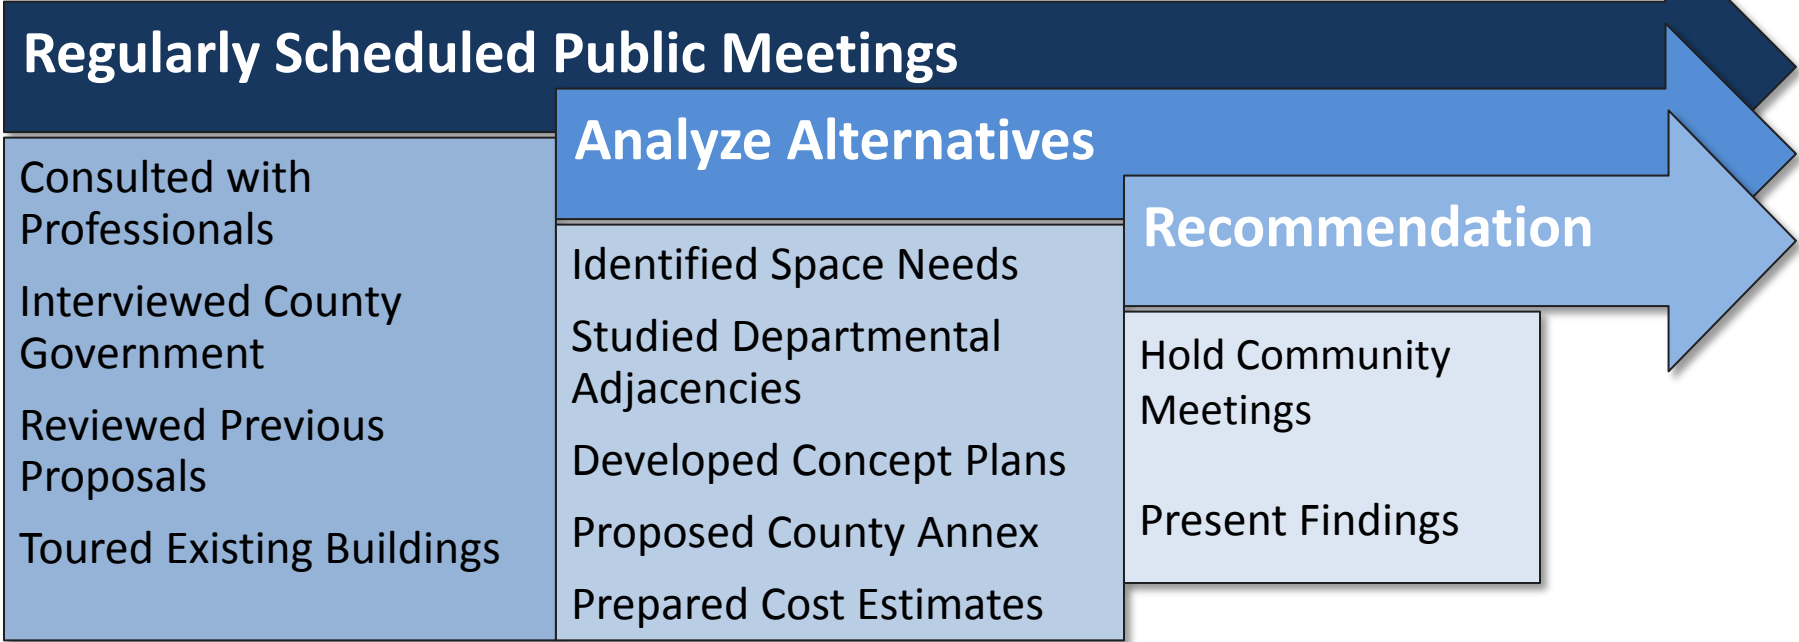 Regularly Scheduled Public Meetings
Consulted with
Professionals
Interviewed County
Government
Reviewed Previous
Proposals
Toured Existing Buildings
Analyze Alternatives
Identified Space Needs
Studied Departmental
Adjacencies
Developed Concept Plans
Proposed County Annex
Prepared Cost Estimates
Recommendation
Hold Community
Meetings
Present Findings